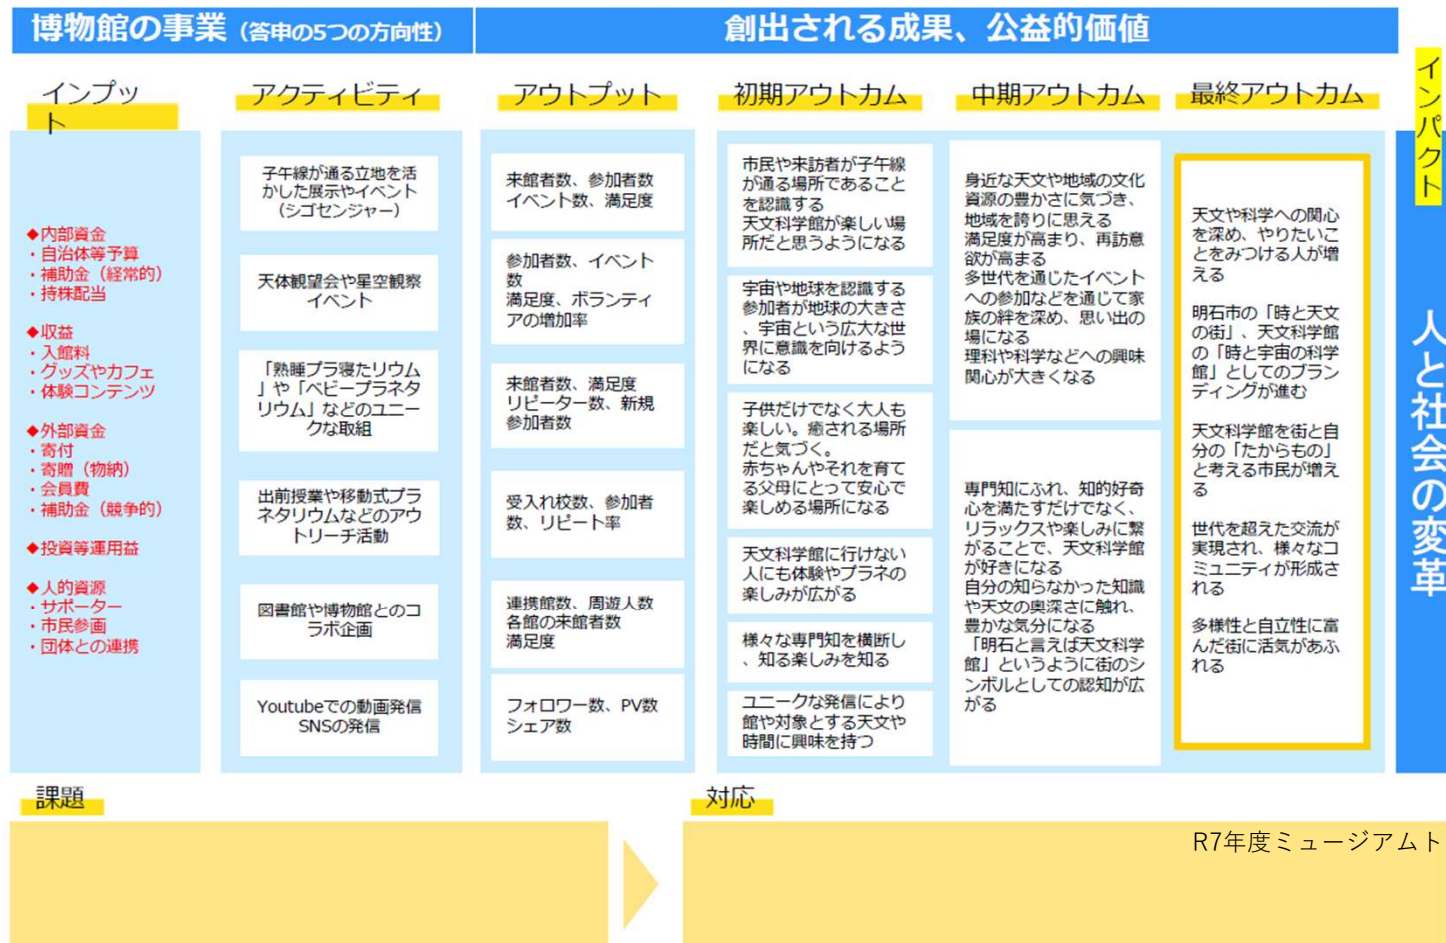 博物館の事業（答申の5つの方向性）
創出される成果、公益的価値
インプッ
ト
アクティビティ
アウトプット
初期アウトカム
中期アウトカム
最終アウトカム
インパクト
◆内部資金
・自治体等予算
・補助金（経常的）
・持株配当
◆収益
・入館料
・グッズやカフェ
・体験コンテンツ
◆外部資金
・寄付
・寄贈（物納）
・会員費
・補助金（競争的）
◆投資等運用益
◆人的資源
・サポーター
・市民参画
・団体との連携
子午線が通る立地を活
かした展示やイベント
（シゴセンジャー）
天体観望会や星空観察
イベント
「熟睡プラ寝たリウム
」や「ベビープラネタ
リウム」などのユニー
クな取組
出前授業や移動式プラ
ネタリウムなどのアウ
トリーチ活動
図書館や博物館とのコ
ラボ企画
Youtubeでの動画発信
SNSの発信
来館者数、参加者数
イベント数、満足度
参加者数、イベント
数
満足度、ボランティ
アの増加率
来館者数、満足度
リピーター数、新規
参加者数
受入れ校数、参加者
数、リピート率
連携館数、周遊人数
各館の来館者数
満足度
フォロワー数、PV数
シェア数
市民や来訪者が子午線
が通る場所であること
を認識する
天文科学館が楽しい場
所だと思うようになる
宇宙や地球を認識する
参加者が地球の大きさ
、宇宙という広大な世
界に意識を向けるよう
になる
子供だけでなく大人も
楽しい。癒される場所
だと気づく。
赤ちゃんやそれを育て
る父母にとって安心で
楽しめる場所になる
天文科学館に行けない
人にも体験やプラネの
楽しみが広がる
様々な専門知を横断し
、知る楽しみを知る
ユニークな発信により
館や対象とする天文や
時間に興味を持つ
身近な天文や地域の文化
資源の豊かさに気づき、
地域を誇りに思える
満足度が高まり、再訪意
欲が高まる
多世代を通じたイベント
への参加などを通じて家
族の絆を深め、思い出の
場になる
理科や科学などへの興味
関心が大きくなる
専門知にふれ、知的好奇
心を満たすだけでなく、
リラックスや楽しみに繋
がることで、天文科学館
が好きになる
自分の知らなかった知識
や天文の奥深さに触れ、
豊かな気分になる
「明石と言えば天文科学
館」というように街のシ
ンボルとしての認知が広
がる
天文や科学への関心
を深め、やりたいこ
とをみつける人が増
える
明石市の「時と天文
の街」、天文科学館
の「時と宇宙の科学
館」としてのブラン
ディングが進む
天文科学館を街と自
分の「たからもの」
と考える市民が増え
る
世代を超えた交流が
実現され、様々なコ
ミュニティが形成さ
れる
多様性と自立性に富
んだ街に活気があふ
れる
人と社会の変革
課題
対応
R7年度ミュージアムト